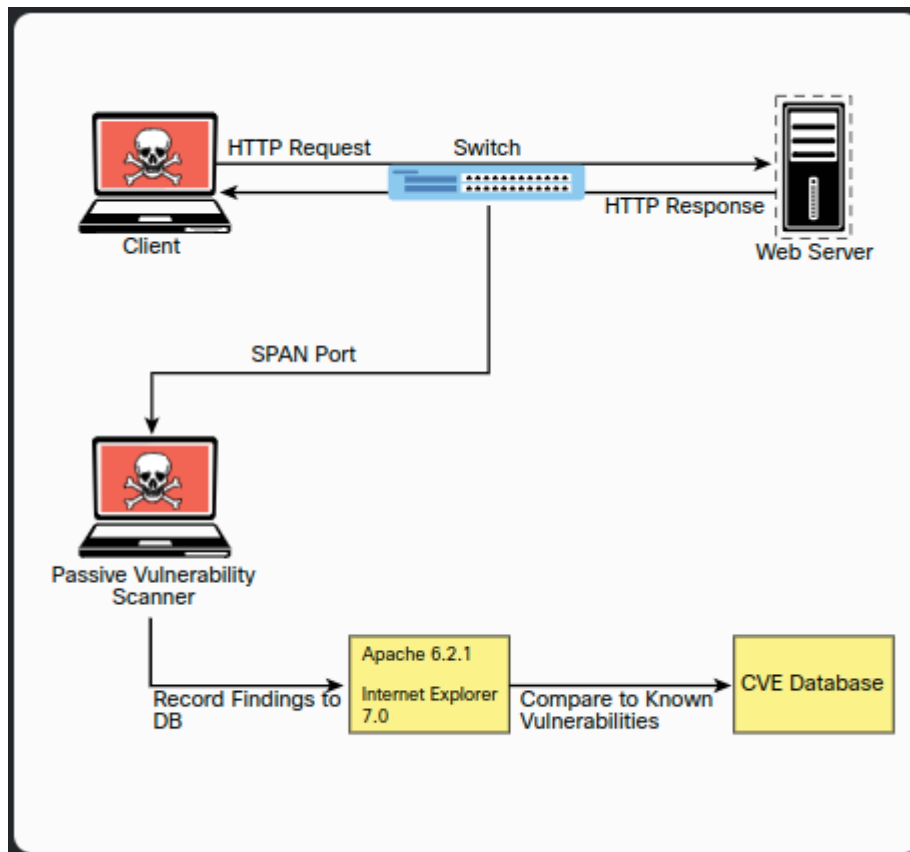 HTTP Request
Switch
HTTP Response
Client
Web Server
SPAN Port
Passive Vulnerability
Scanner
Apache 6.2.1
Internet Explorer
7.0
Record Findings to
DB
Compare to Known
Vulnerabilities
CVE Database